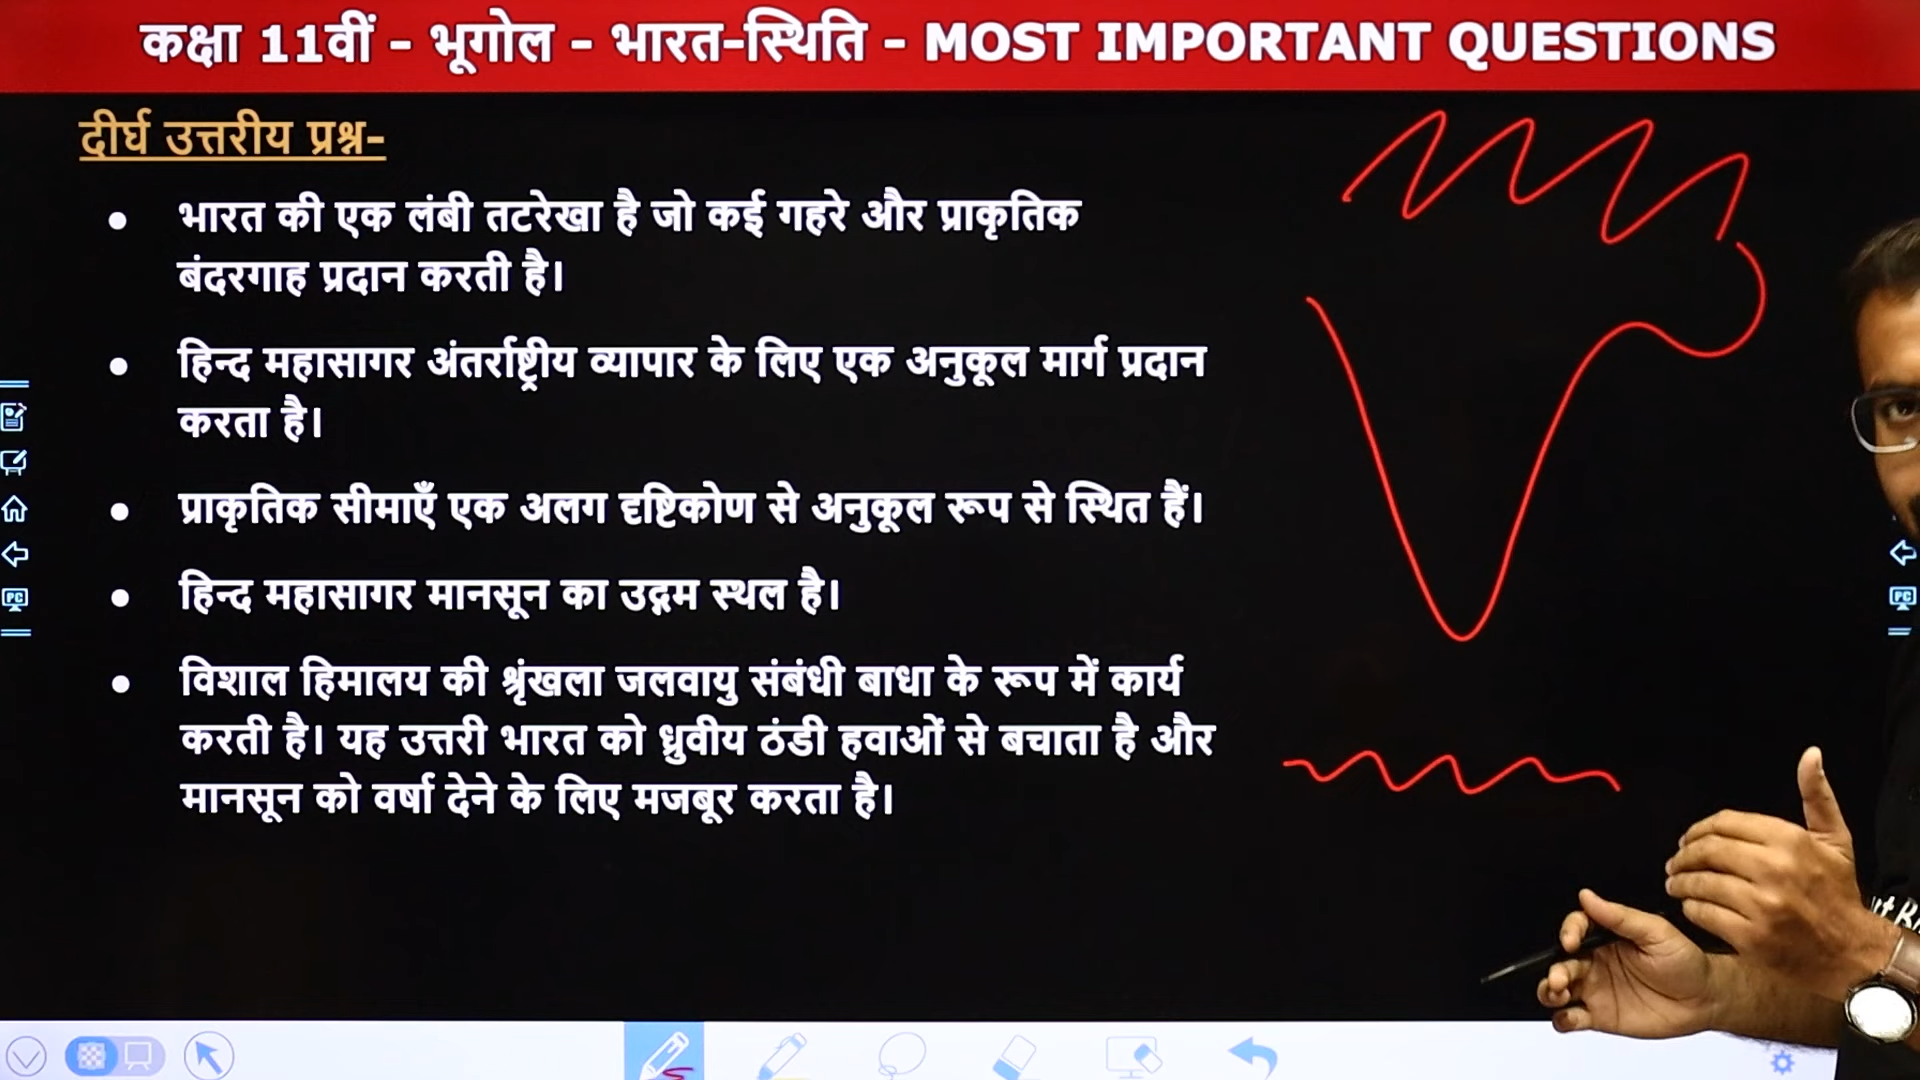 कक्षा 11वीं - भूगोल - भारत-स्थिति - MOST IMPORTANT QUESTIONS
दीर्घ उत्तरीय प्रश्न-
भारत की एक लंबी तटरेखा है जो कई गहरे और प्राकृतिक
बंदरगाह प्रदान करती है।
हिन्द महासागर अंतर्राष्ट्रीय व्यापार के लिए एक अनुकूल मार्ग प्रदान
करता है।
प्राकृतिक सीमाएँ एक अलग दृष्टिकोण से अनुकूल रूप से स्थित हैं।
हिन्द महासागर मानसून का उद्गम स्थल है।
विशाल हिमालय की श्रृंखला जलवायु संबंधी बाधा के रूप में कार्य
करती है। यह उत्तरी भारत को ध्रुवीय ठंडी हवाओं से बचाता है और
मानसून को वर्षा देने के लिए मजबूर करता है।
PC
PC